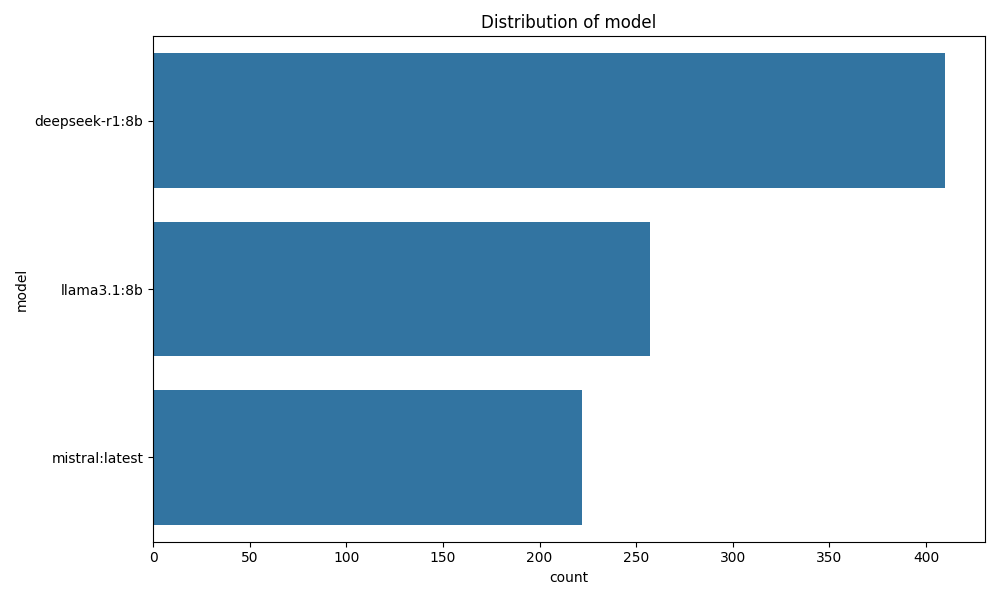 Distribution of model
model
deepseek-r1:8b
llama3.1:8b
mistral:latest
0 50 100 150 200 250 300 350 400
count